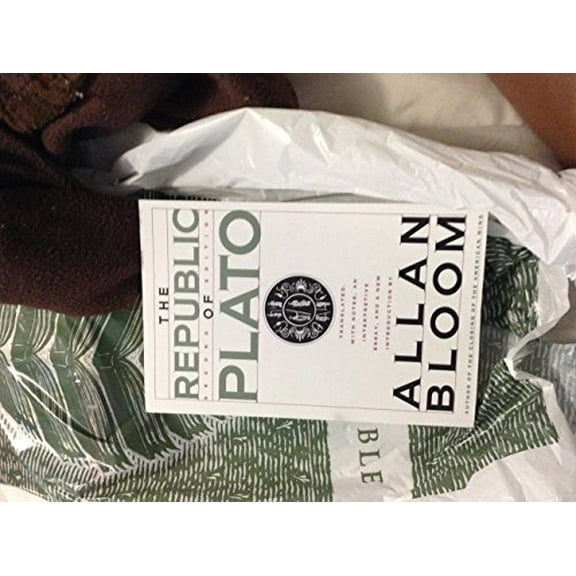 THE
REPUBLIC
SECOND EDITION
OF
PLATO
TRANSLATED,
WITH NOTES, AN
INTERPRETIVE
ESSAY, AND A NEW
INTRODUCTION BY
ALLAN
BLOOM
AUTHOR OF THE CLOSING OF THE AMERICAN MIND
BLE